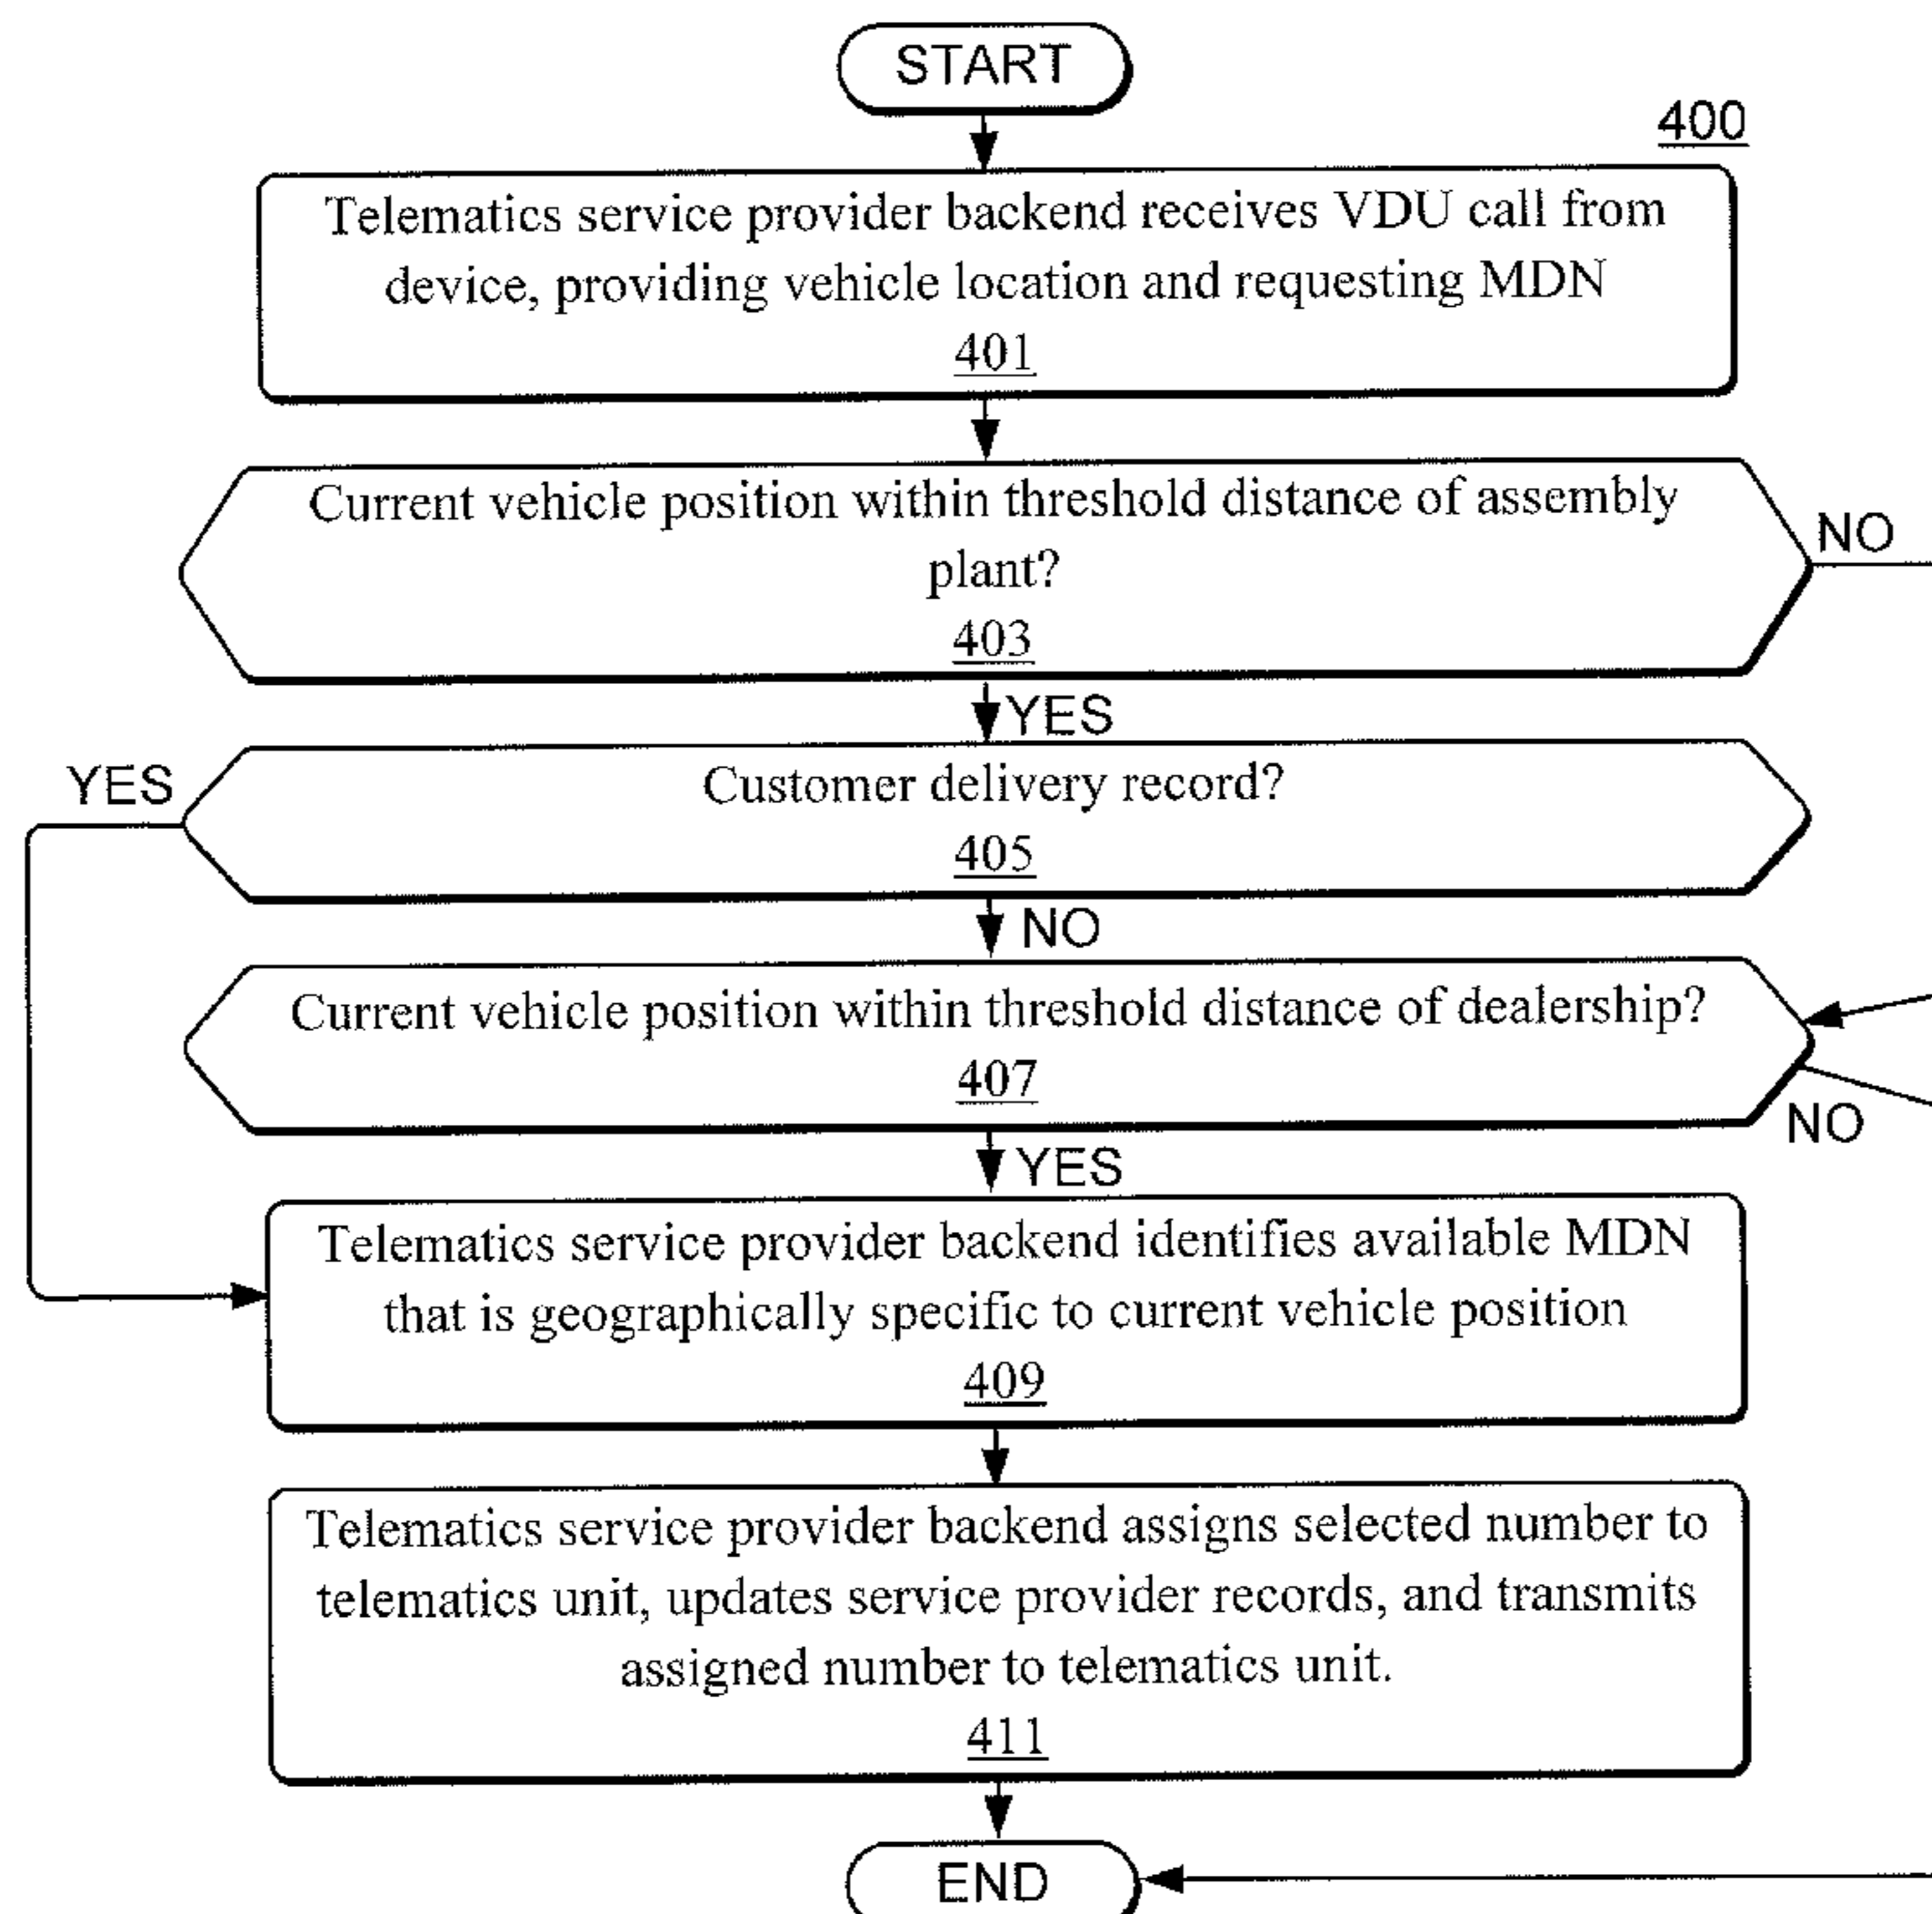 START
400
Telematics service provider backend receives VDU call from
device, providing vehicle location and requesting MDN
401
Current vehicle position within threshold distance of assembly
plant?
403
NO
YES
YES
Customer delivery record?
405
NO
Current vehicle position within threshold distance of dealership?
407
NO
YES
Telematics service provider backend identifies available MDN
that is geographically specific to current vehicle position
409
Telematics service provider backend assigns selected number to
telematics unit, updates service provider records, and transmits
assigned number to telematics unit.
411
END